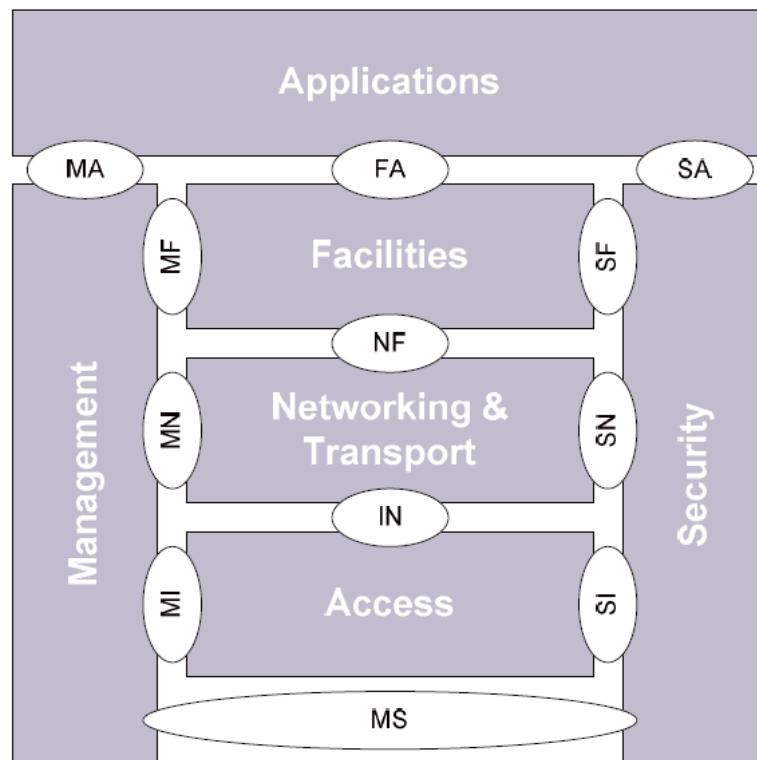 Applications
MA
FA
SA
MF
Facilities
SF
NF
Management
MN
Networking &
Transport
SN
Security
IN
MI
Access
SI
MS